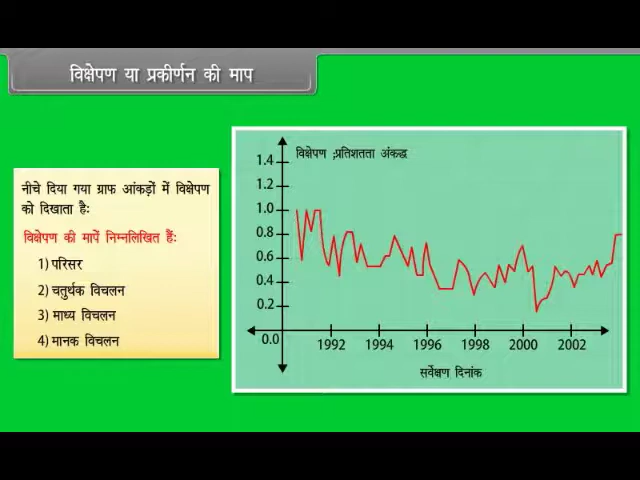 विक्षेपण या प्रकीर्णन की माप
नीचे दिया गया ग्राफ आंकड़ों में विक्षेपण
को दिखाता है:
विक्षेपण की मापें निम्नलिखित हैं:
1) परिसर
2) चतुर्थक विचलन
3) माध्य विचलन
4) मानक विचलन
विक्षेपण ;प्रतिशतता अंकद्ध
1.4
1.2
1.0
0.8
0.6
0.4
0.2
0.0
1992 1994 1996 1998 2000 2002
सर्वेक्षण दिनांक